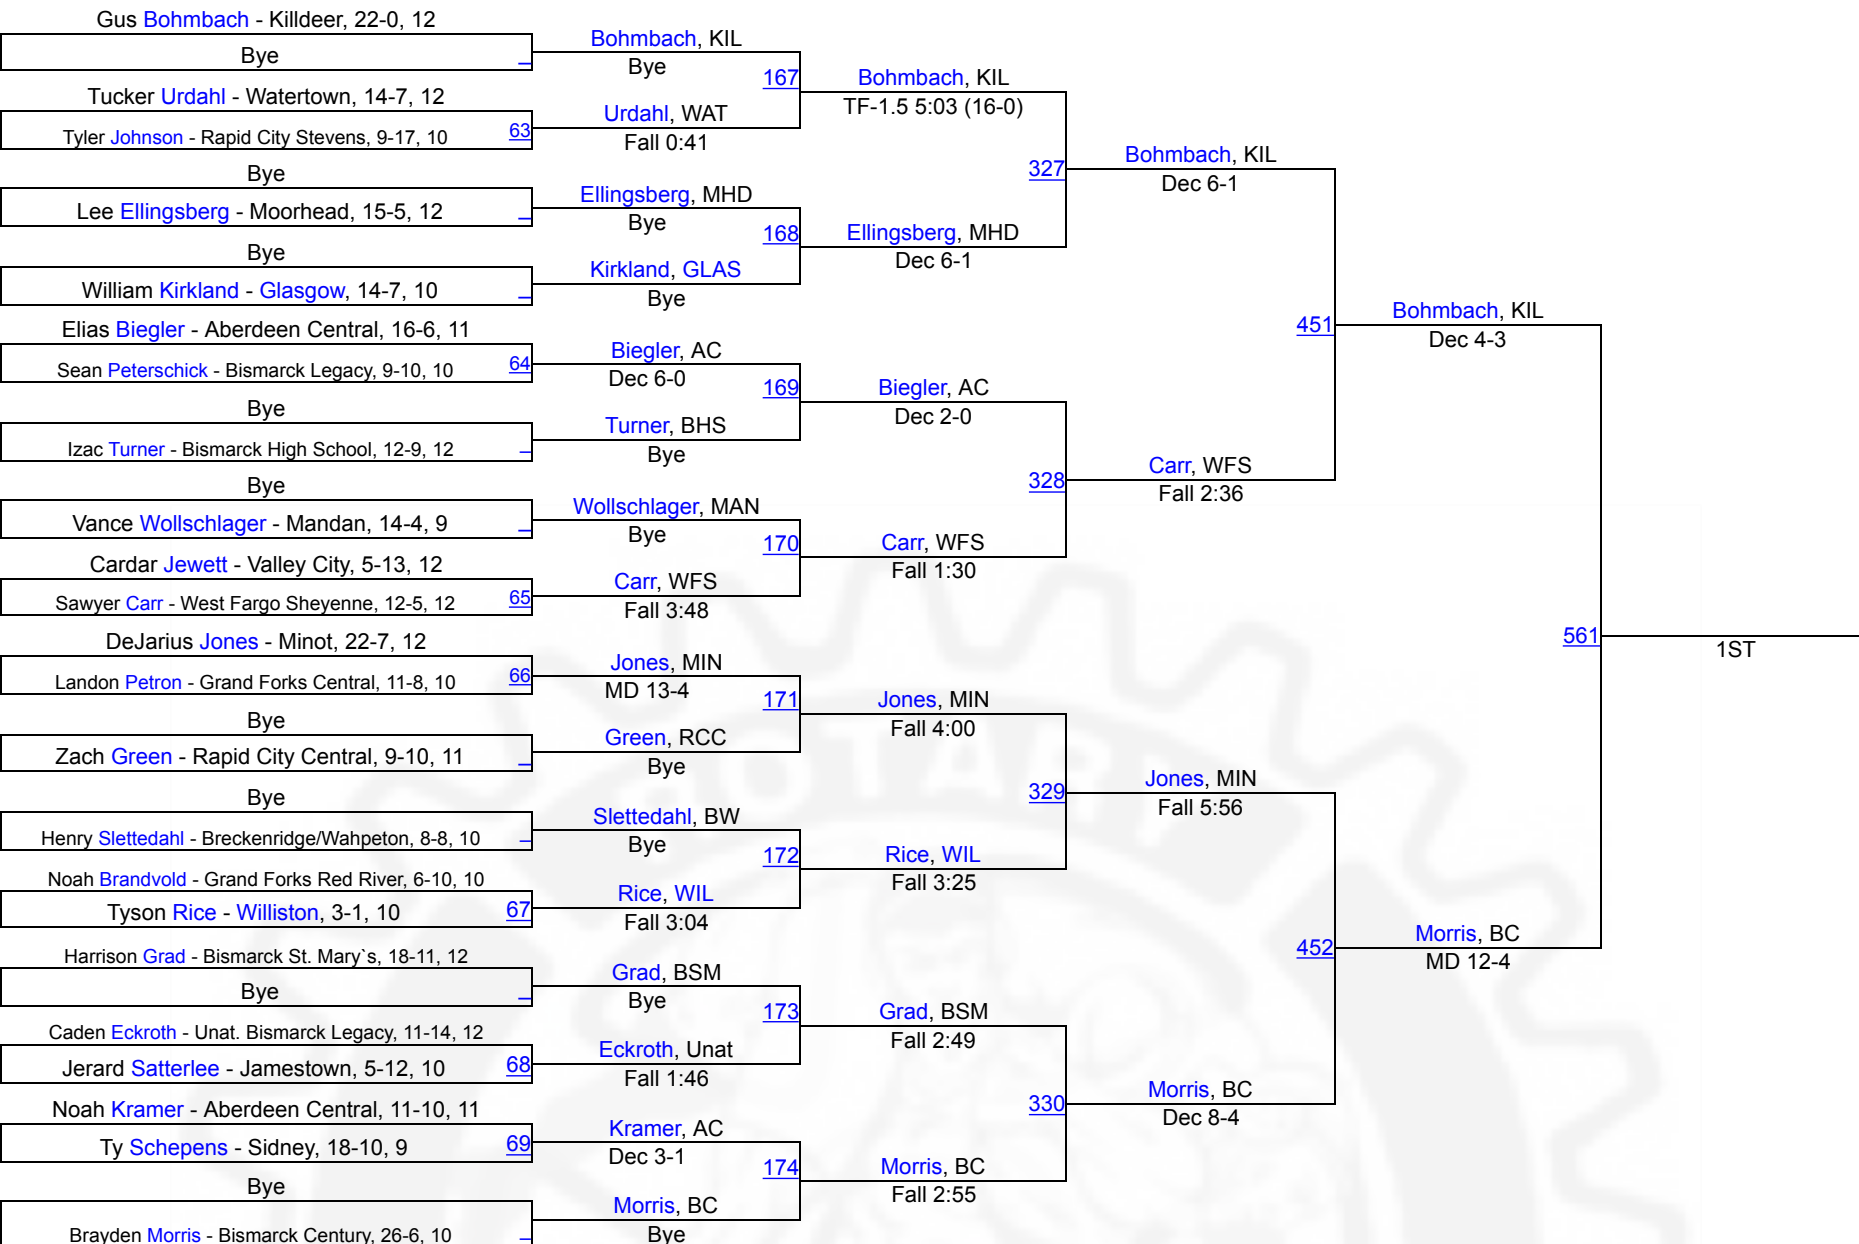 Gus Bohmbach - Killdeer, 22-0, 12
Bye
Tucker Urdahl - Watertown, 14-7, 12
Tyler Johnson - Rapid City Stevens, 9-17, 10
63
Bye
Lee Ellingsberg - Moorhead, 15-5, 12
Bye
William Kirkland - Glasgow, 14-7, 10
Elias Biegler - Aberdeen Central, 16-6, 11
Sean Peterschick - Bismarck Legacy, 9-10, 10
64
Bye
Izac Turner - Bismarck High School, 12-9, 12
Bye
Vance Wollschlager - Mandan, 14-4, 9
Cardar Jewett - Valley City, 5-13, 12
Sawyer Carr - West Fargo Sheyenne, 12-5, 12
65
DeJarius Jones - Minot, 22-7, 12
Landon Petron - Grand Forks Central, 11-8, 10
66
Bye
Zach Green - Rapid City Central, 9-10, 11
Bye
Henry Slettedahl - Breckenridge/Wahpeton, 8-8, 10
Noah Brandvold - Grand Forks Red River, 6-10, 10
Tyson Rice - Williston, 3-1, 10
67
Harrison Grad - Bismarck St. Mary`s, 18-11, 12
Bye
Caden Eckroth - Unat. Bismarck Legacy, 11-14, 12
Jerard Satterlee - Jamestown, 5-12, 10
68
Noah Kramer - Aberdeen Central, 11-10, 11
Ty Schepens - Sidney, 18-10, 9
69
Bye
Brayden Morris - Bismarck Century, 26-6, 10
Bohmbach, KIL
Bye
167
Urdahl, WAT
Fall 0:41
Ellingsberg, MHD
Bye
168
Kirkland, GLAS
Bye
Biegler, AC
Dec 6-0
169
Turner, BHS
Bye
Wollschlager, MAN
Bye
170
Carr, WFS
Fall 3:48
Jones, MIN
MD 13-4
171
Green, RCC
Bye
Slettedahl, BW
Bye
172
Rice, WIL
Fall 3:04
Grad, BSM
Bye
173
Eckroth, Unat
Fall 1:46
Kramer, AC
Dec 3-1
174
Morris, BC
Bye
Bohmbach, KIL
TF-1.5 5:03 (16-0)
327
Ellingsberg, MHD
Dec 6-1
Biegler, AC
Dec 2-0
328
Carr, WFS
Fall 1:30
Jones, MIN
Fall 4:00
329
Rice, WIL
Fall 3:25
Grad, BSM
Fall 2:49
330
Morris, BC
Fall 2:55
Bohmbach, KIL
Dec 6-1
451
Carr, WFS
Fall 2:36
Jones, MIN
Fall 5:56
452
Morris, BC
Dec 8-4
Bohmbach, KIL
Dec 4-3
561
Morris, BC
MD 12-4
1ST
ROTARY